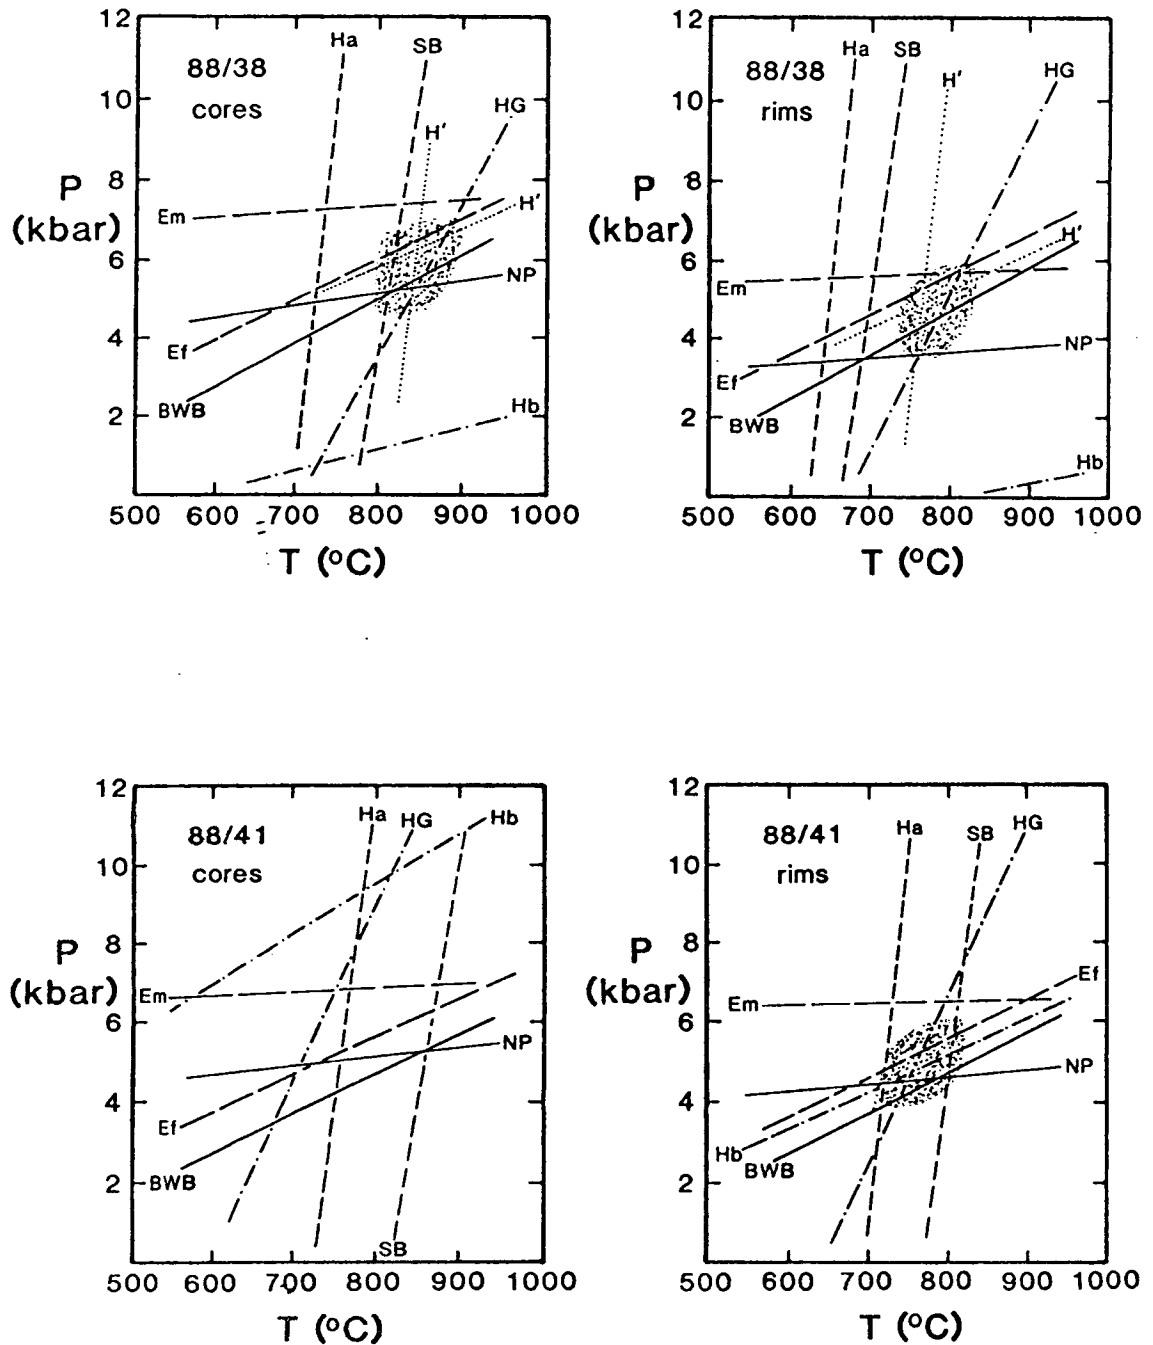 12
10
8
6
4
2
P
(kbar)
88/38
cores
Ha
SB
HG
H'
H'
Em
NP
Ef
BWB
Hb
500 600 700 800 900 1000
T (°C)
12
10
8
6
4
2
P
(kbar)
88/38
rims
Ha
SB
H'
HG
H'
Em
NP
Ef
BWB
Hb
500 600 700 800 900 1000
T (°C)
12
10
8
6
4
2
P
(kbar)
88/41
cores
Ha
HG
Hb
Em
NP
Ef
BWB
SB
500 600 700 800 900 1000
T (°C)
12
10
8
6
4
2
P
(kbar)
88/41
rims
Ha
SB
HG
Ef
Em
NP
Hb
BWB
500 600 700 800 900 1000
T (°C)